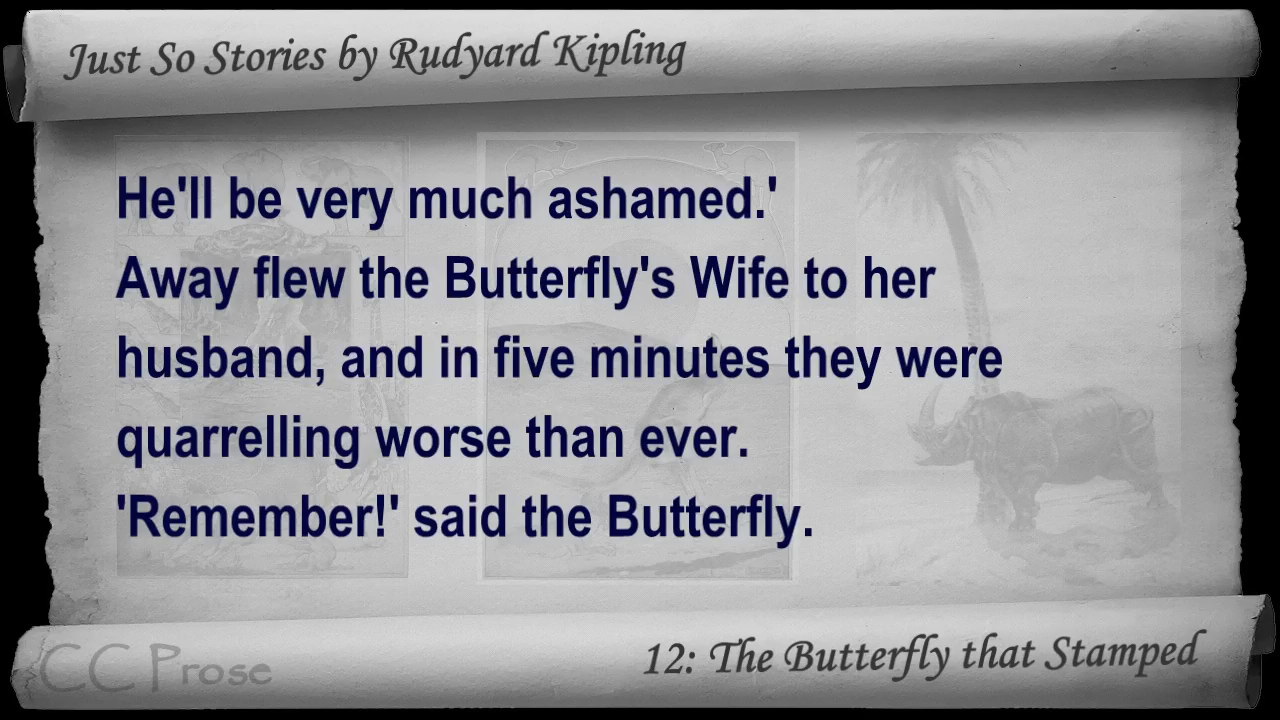 Just So Stories by Rudyard Kipling
He'll be very much ashamed.'
Away flew the Butterfly's Wife to her
husband, and in five minutes they were
quarrelling worse than ever.
'Remember!' said the Butterfly.
CC Prose
12: The Butterfly that Stamped